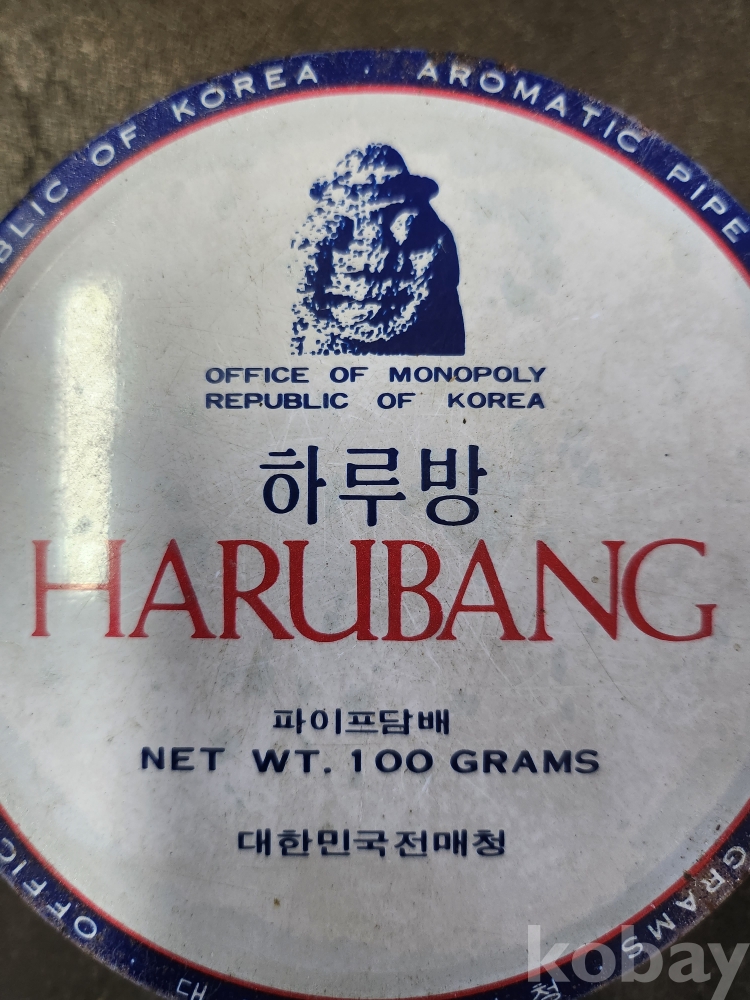 OF KOREA
AROMATIC PIPE
OFFICE OF MONOPOLY
REPUBLIC OF KOREA
하루방
HARUBANG
파이프담배
NET WT. 100 GRAMS
대한민국전매청
GRAMS
kobay